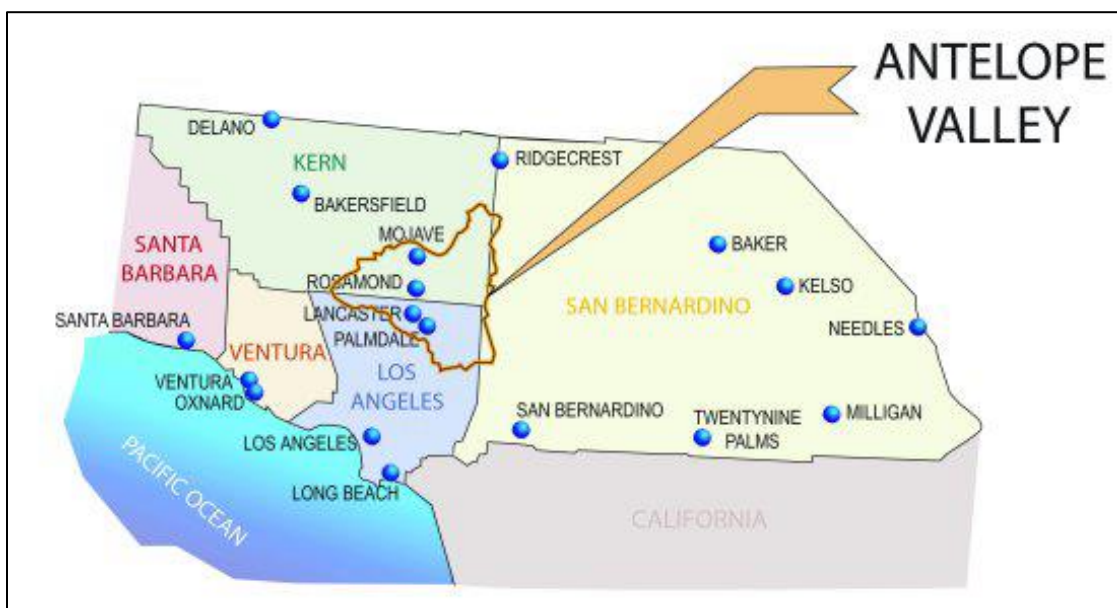 ANTELOPE
VALLEY
DELANO
KERN
RIDGECREST
BAKERSFIELD
MOJAVE
SANTA
BARBARA
BAKER
ROSAMOND
KELSO
SAN BERNARDINO
LANCASTER
SANTA BARBARA
PALMDALE
NEEDLES
VENTURA
LOS
ANGELES
VENTURA
OXNARD
SAN BERNARDINO
TWENTYNINE
PALMS
MILLIGAN
LOS ANGELES
LONG BEACH
PACIFIC OCEAN
CALIFORNIA